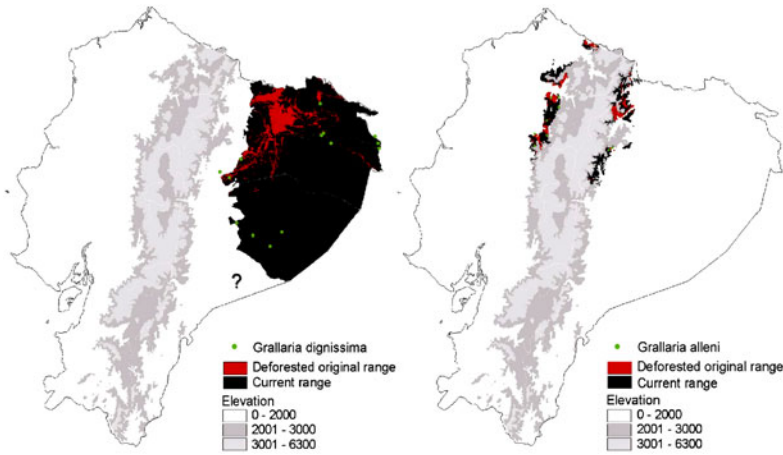 ?
Grallaria dignissima
Deforested original range
Current range
Elevation
0 - 2000
2001 - 3000
3001 - 6300
Grallaria alleni
Deforested original range
Current range
Elevation
0 - 2000
2001 - 3000
3001 - 6300